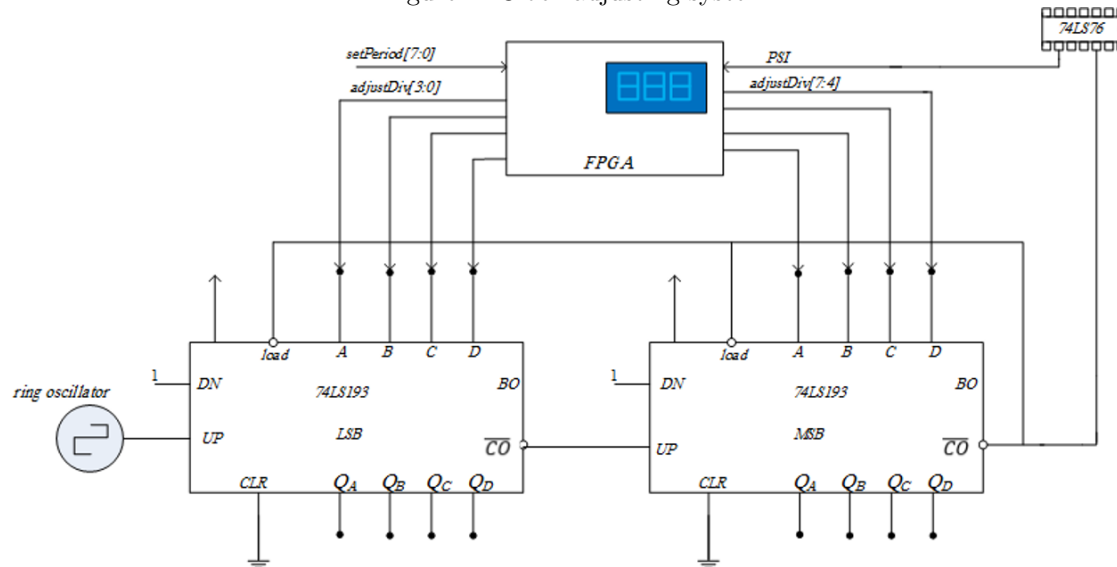 74LS76
setPeriod[7:0]
PSI
adjustDiv[3:0]
adjustDiv[7:4]
FPGA
load A B C D
load A B C D
1 DN 74LS193 BO
1 DN 74LS193 BO
ring oscillator
UP LSB CO
UP MSB CO
CLR QA QB QC QD
CLR QA QB QC QD